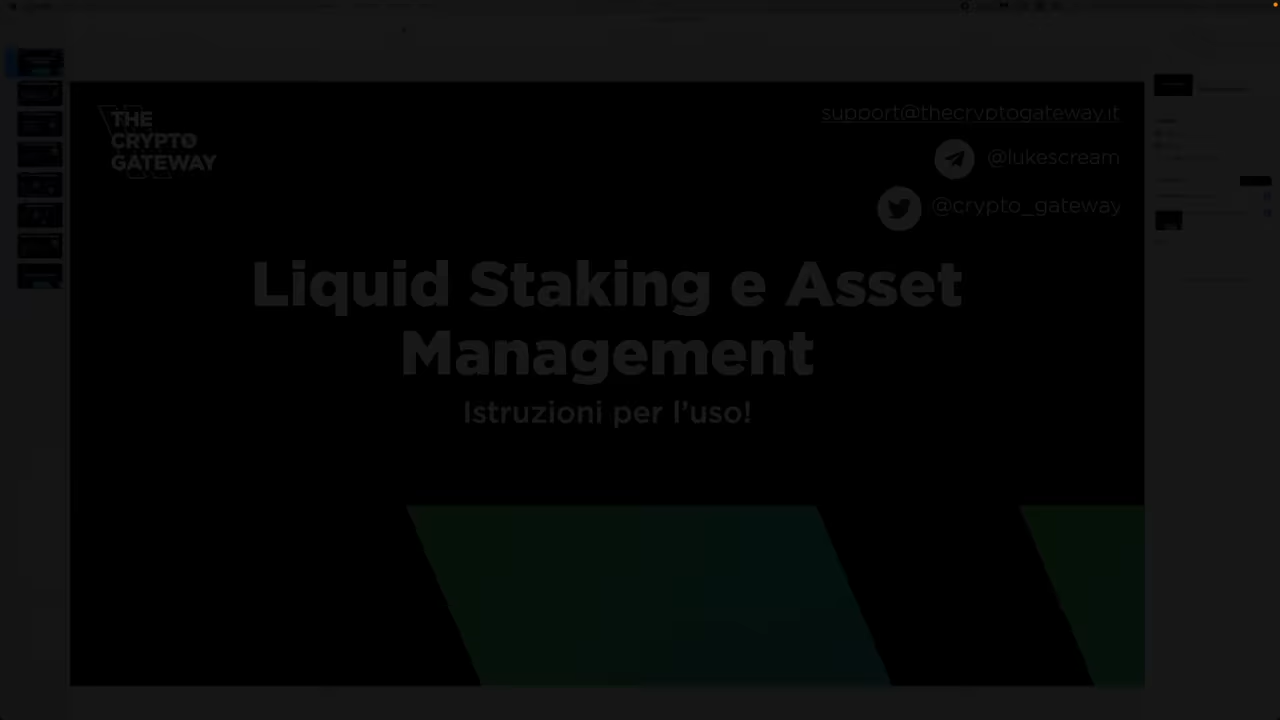 THE
CRYPTO
GATEWAY
support@thecryptogateway.it
@lukescream
@crypto_gateway
Liquid Staking e Asset
Management
Istruzioni per l'uso!